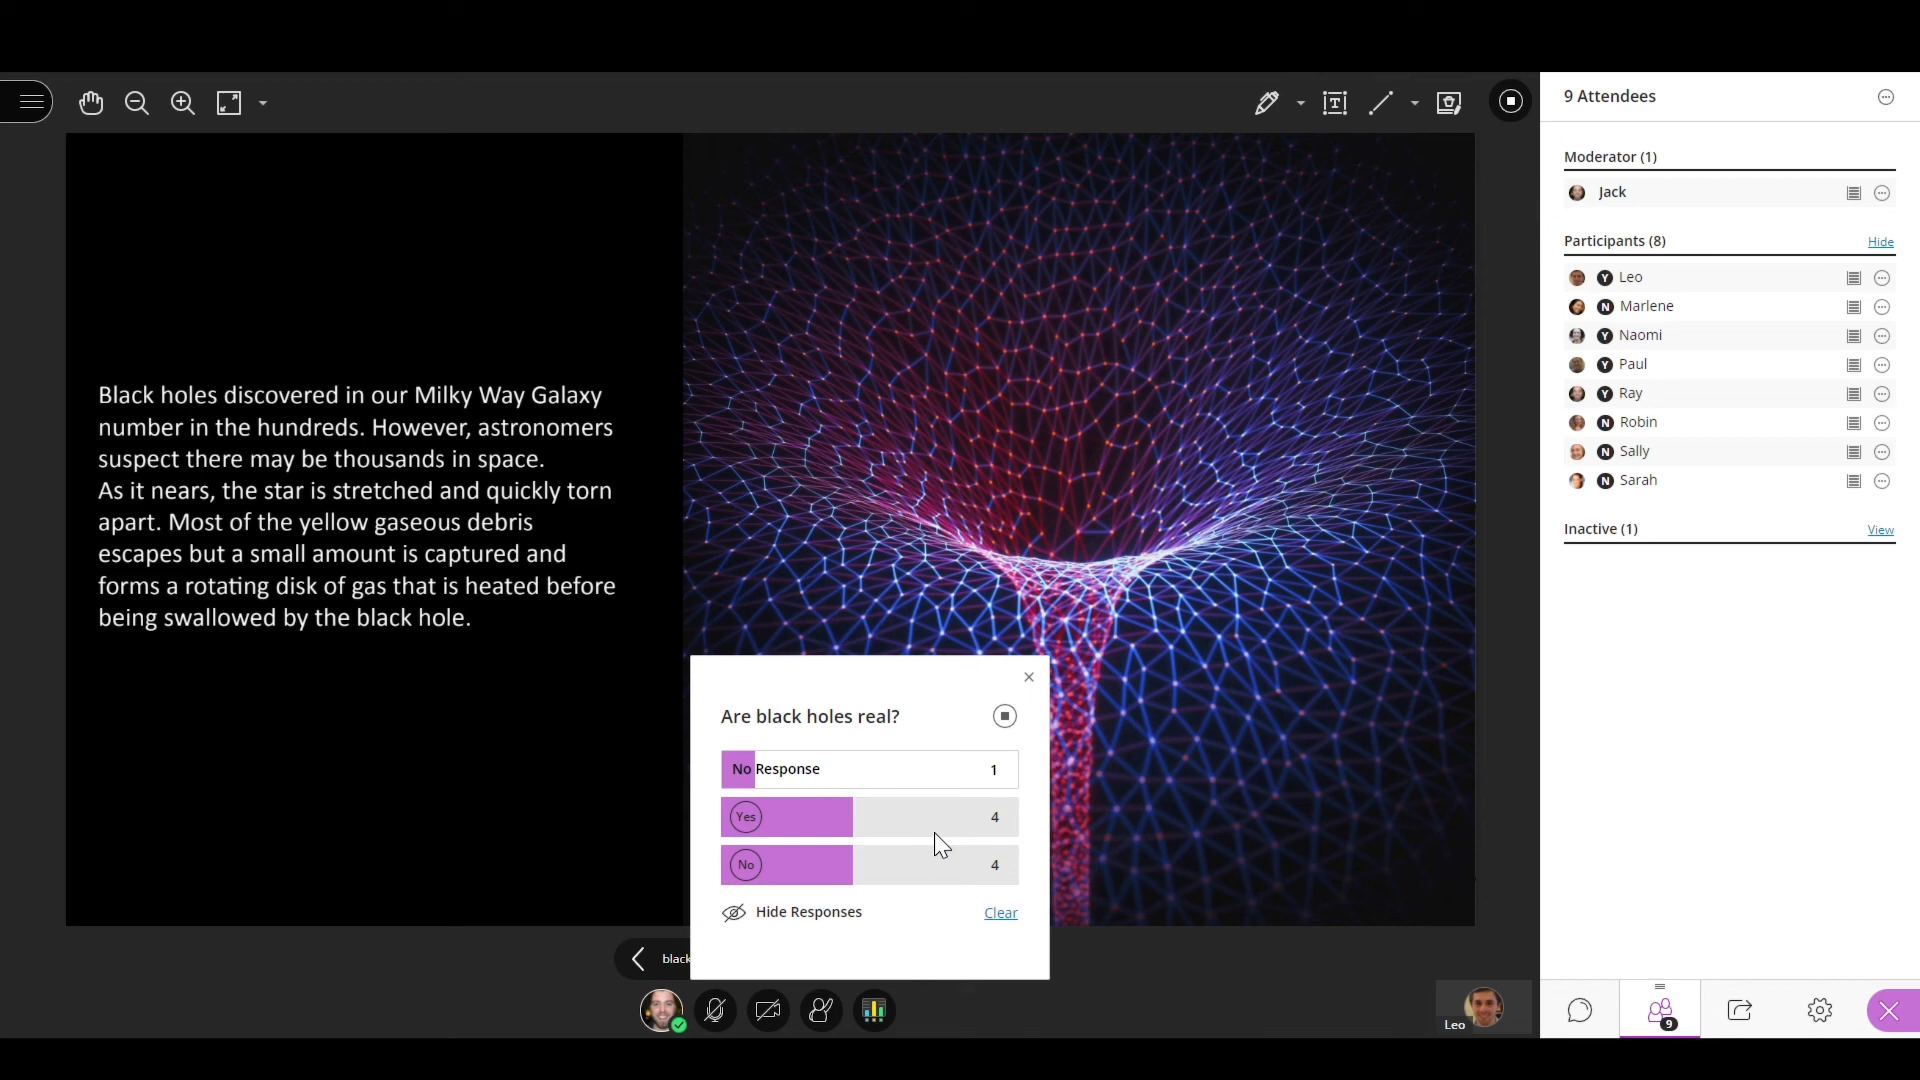 9 Attendees
Moderator (1)
Jack
Participants (8)
Hide
Y Leo
N Marlene
Y Naomi
Y Paul
Y Ray
N Robin
N Sally
N Sarah
Inactive (1)
View
Black holes discovered in our Milky Way Galaxy
number in the hundreds. However, astronomers
suspect there may be thousands in space.
As it nears, the star is stretched and quickly torn
apart. Most of the yellow gaseous debris
escapes but a small amount is captured and
forms a rotating disk of gas that is heated before
being swallowed by the black hole.
Are black holes real?
No Response 1
Yes 4
No 4
Hide Responses
Clear
black
Leo
9
T